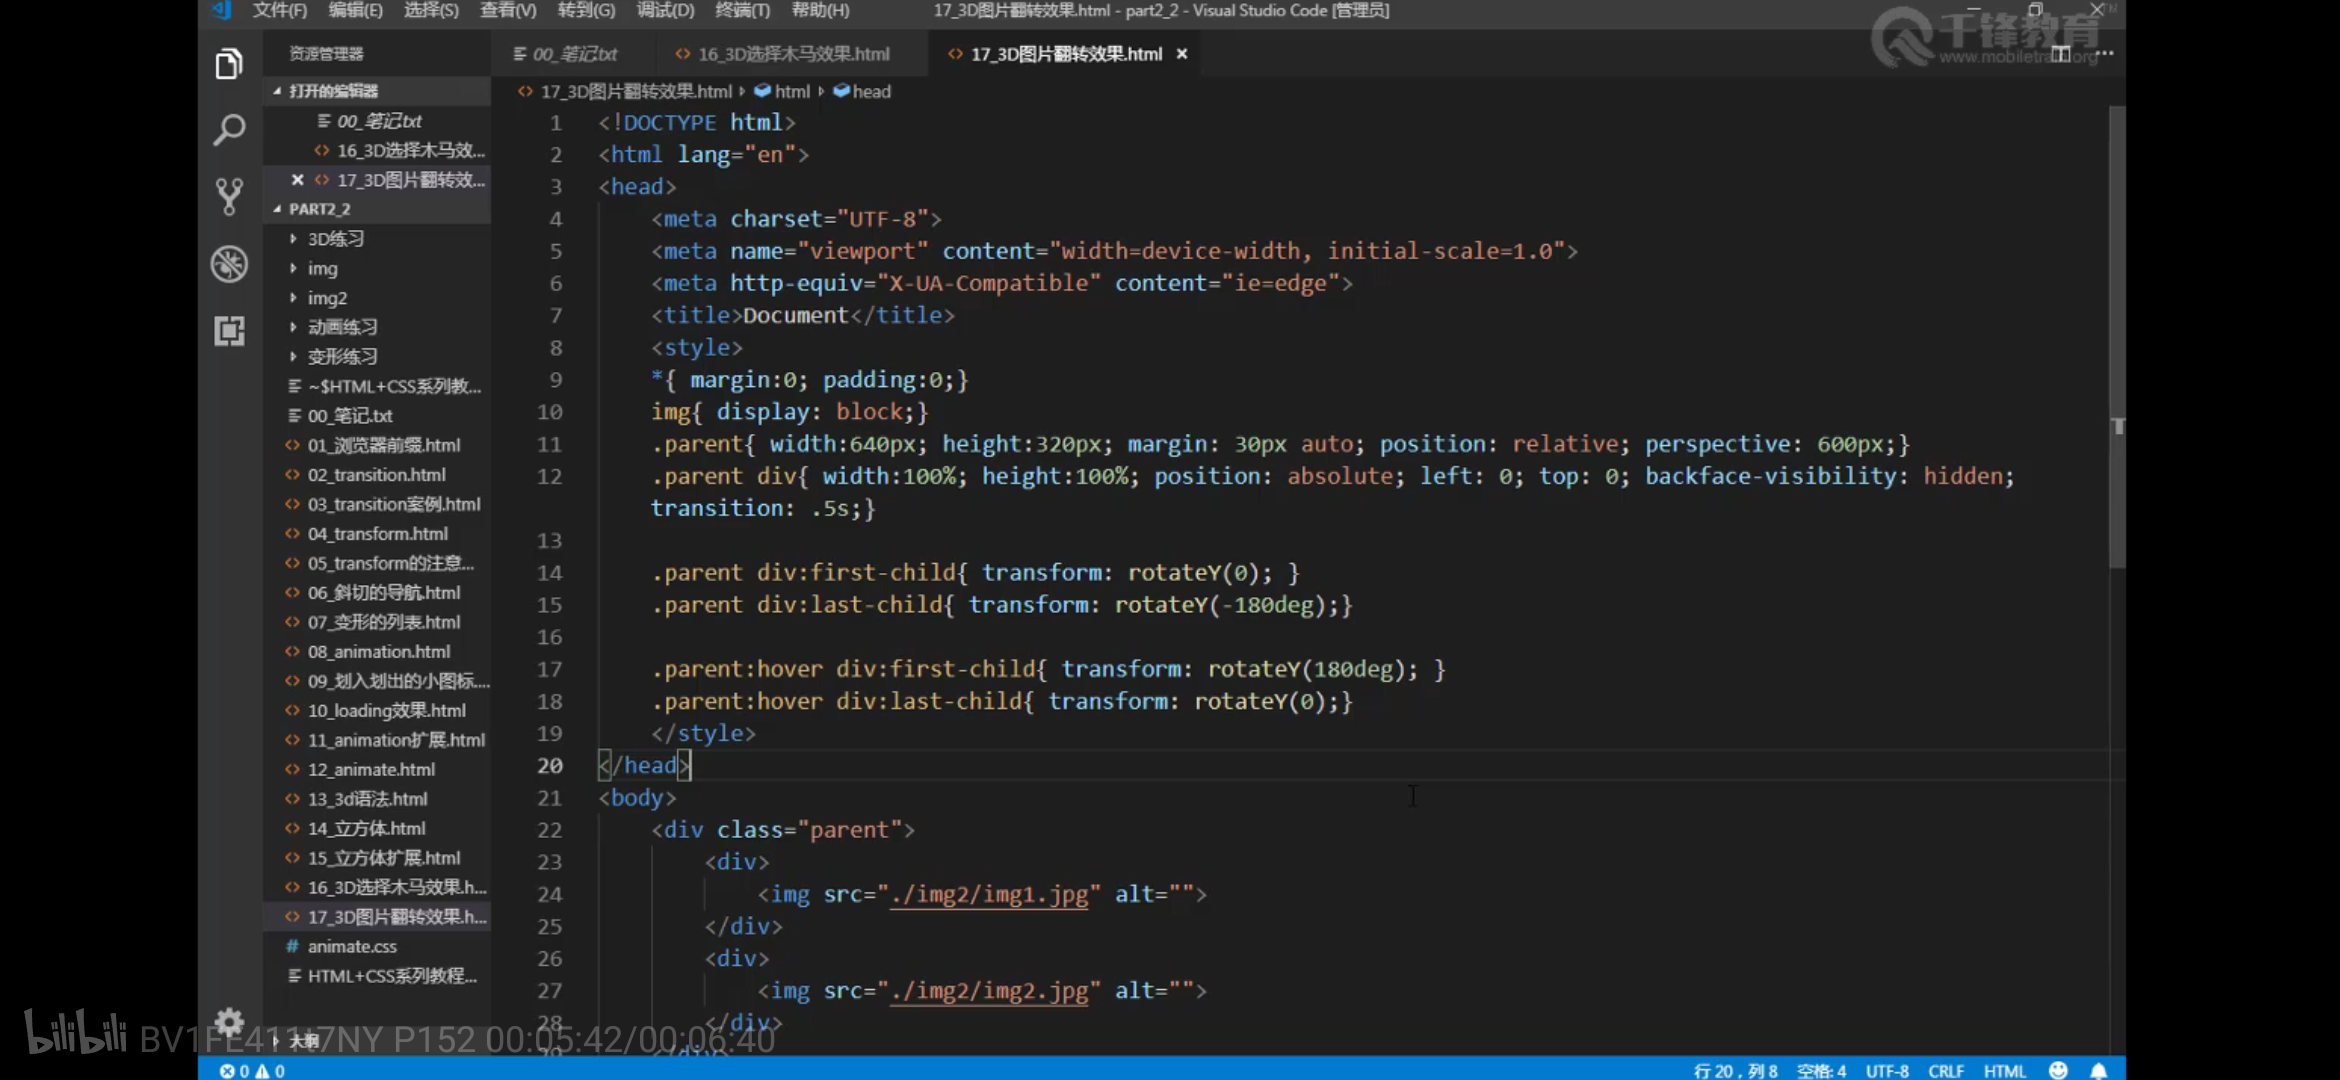 文件(F) 编辑(E) 选择(S) 查看(V) 转到(G) 调试(D) 终端(T) 帮助(H) 17_3D图片翻转效果.html - part2_2 - Visual Studio Code [管理员]
千锋教育
www.mobiletrain.org
资源管理器
00_笔记.txt 16_3D选择木马效果.html 17_3D图片翻转效果.html
打开的编辑器
00_笔记.txt
16_3D选择木马效...
17_3D图片翻转效...
PART2_2
3D练习
img
img2
动画练习
变形练习
~$HTML+CSS系列教...
00_笔记.txt
01_浏览器前缀.html
02_transition.html
03_transition案例.html
04_transform.html
05_transform的注意...
06_斜切的导航.html
07_变形的列表.html
08_animation.html
09_划入划出的小图标....
10_loading效果.html
11_animation扩展.html
12_animate.html
13_3d语法.html
14_立方体.html
15_立方体扩展.html
16_3D选择木马效果.h...
17_3D图片翻转效果.h...
animate.css
HTML+CSS系列教程...
大纲
17_3D图片翻转效果.html html head
1 <!DOCTYPE html>
2 <html lang="en">
3 <head>
4 <meta charset="UTF-8">
5 <meta name="viewport" content="width=device-width, initial-scale=1.0">
6 <meta http-equiv="X-UA-Compatible" content="ie=edge">
7 <title>Document</title>
8 <style>
9 *{ margin:0; padding:0;}
10 img{ display: block;}
11 .parent{ width:640px; height:320px; margin: 30px auto; position: relative; perspective: 600px;}
12 .parent div{ width:100%; height:100%; position: absolute; left: 0; top: 0; backface-visibility: hidden;
transition: .5s;}
13
14 .parent div:first-child{ transform: rotateY(0); }
15 .parent div:last-child{ transform: rotateY(-180deg);}
16
17 .parent:hover div:first-child{ transform: rotateY(180deg); }
18 .parent:hover div:last-child{ transform: rotateY(0);}
19 </style>
20 </head>
21 <body>
22 <div class="parent">
23 <div>
24 <img src="./img2/img1.jpg" alt="">
25 </div>
26 <div>
27 <img src="./img2/img2.jpg" alt="">
28 </div>
29 </div>
bilibili BV1FE411t7NY P152 00:05:42/00:06:40
0 0 行 20，列 8 空格: 4 UTF-8 CRLF HTML